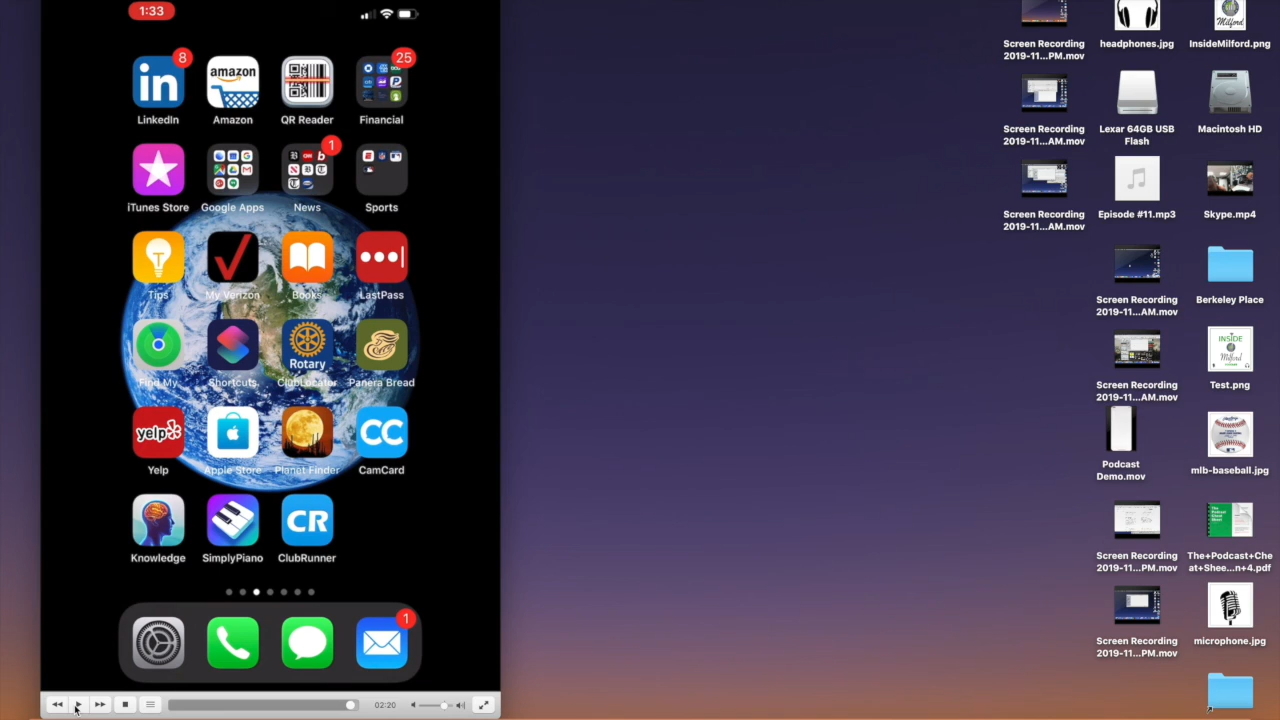 1:33
8
25
in
amazon
LinkedIn
Amazon
QR Reader
Financial
1
iTunes Store
Google Apps
News
Sports
T
Tips
My Verizon
Books
LastPass
Rotary
Find My
Shortcuts
ClubLocator
Panera Bread
yelp
CC
Yelp
Apple Store
Planet Finder
CamCard
CR
Knowledge
SimplyPiano
ClubRunner
1
02:20
Screen Recording
2019-11...PM.mov
headphones.jpg
Milford
InsideMilford.png
Screen Recording
2019-11...AM.mov
Lexar 64GB USB
Flash
Macintosh HD
Screen Recording
2019-11...AM.mov
Episode #11.mp3
Skype.mp4
Screen Recording
2019-11...AM.mov
Berkeley Place
INSIDE
Milford
Screen Recording
2019-11...AM.mov
Test.png
Podcast
Demo.mov
mlb-baseball.jpg
Screen Recording
2019-11...PM.mov
The+Podcast+Che
at+Shee...n+4.pdf
Screen Recording
2019-11...PM.mov
microphone.jpg